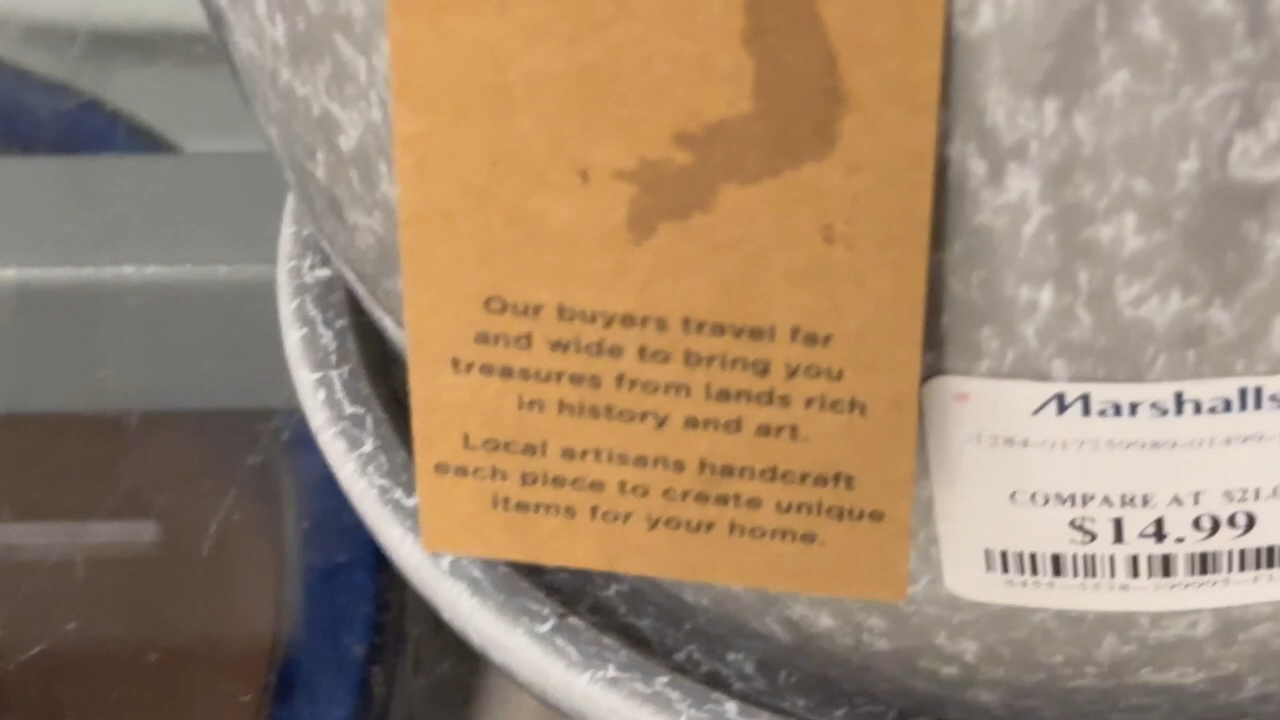 Our buyers travel far
and wide to bring you
treasures from lands rich
in history and art.
Local artisans handcraft
each piece to create unique
items for your home.
Marshalls
COMPARE AT
$14.99